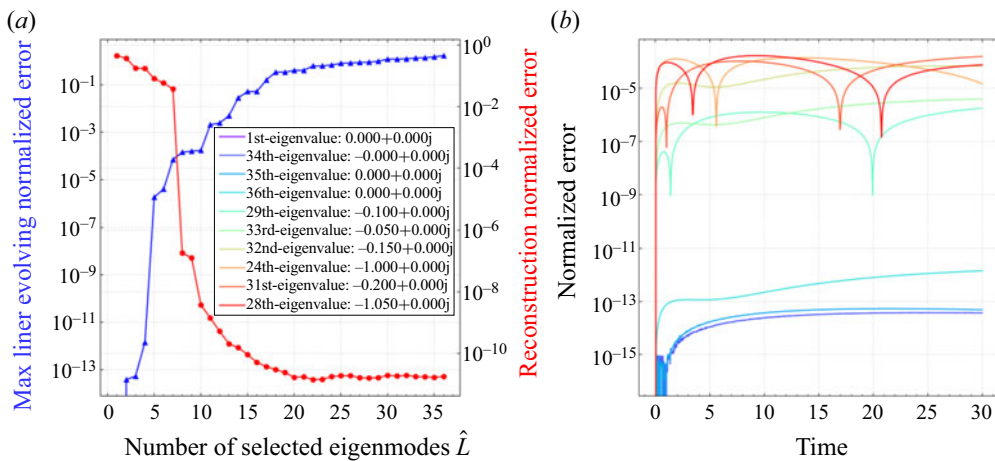 (a)
Max liner evolving normalized error
10⁻¹
10⁻³
10⁻⁵
10⁻⁷
10⁻⁹
10⁻¹¹
10⁻¹³
0 5 10 15 20 25 30 35
Number of selected eigenmodes L̂
10⁰
10⁻²
10⁻⁴
10⁻⁶
10⁻⁸
10⁻¹⁰
Reconstruction normalized error
1st-eigenvalue: 0.000+0.000j
34th-eigenvalue: –0.000+0.000j
35th-eigenvalue: 0.000+0.000j
36th-eigenvalue: 0.000+0.000j
29th-eigenvalue: –0.100+0.000j
33rd-eigenvalue: –0.050+0.000j
32nd-eigenvalue: –0.150+0.000j
24th-eigenvalue: –1.000+0.000j
31st-eigenvalue: –0.200+0.000j
28th-eigenvalue: –1.050+0.000j
(b)
Normalized error
10⁻⁵
10⁻⁷
10⁻⁹
10⁻¹¹
10⁻¹³
10⁻¹⁵
0 5 10 15 20 25 30
Time